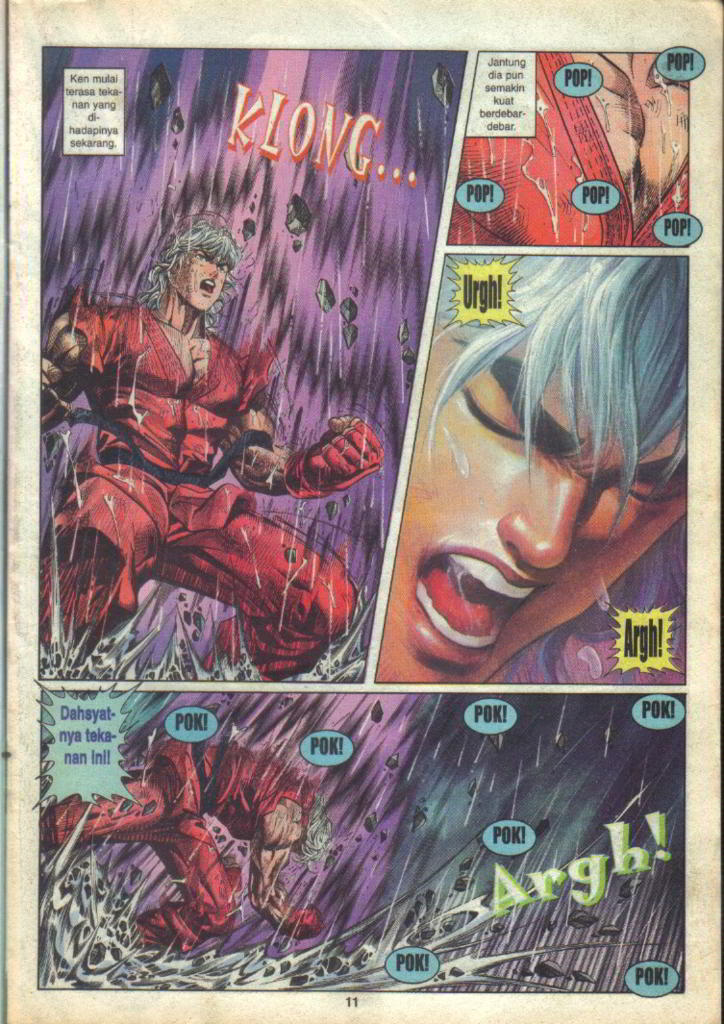 Ken mulai
terasa teka-
nan yang
di-
hadapinya
sekarang.
KLONG...
Jantung
dia pun
semakin
kuat
berdebar-
debar.
POP!
POP!
POP!
POP!
POP!
Urgh!
Argh!
Dahsyat-
nya teka-
nan ini!
POK!
POK!
POK!
POK!
POK!
Argh!
POK!
POK!
11